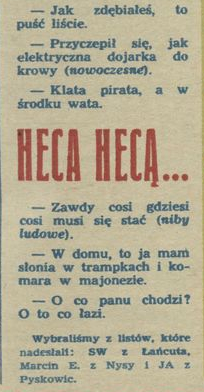 — Jak zdębiałeś, to
puść liście.
— Przyczepił się, jak
elektryczna dojarka do
krowy (nowoczesne).
— Klata pirata, a w
środku wata.
HECA HECĄ...
— Zawdy cosi gdziesi
cosi musi się stać (niby
ludowe).
— W domu, to ja mam
słonia w trampkach i ko-
mara w majonezie.
— O co panu chodzi?
O to co łazi.
Wybraliśmy z listów, które
nadesłali: SW z Łańcuta,
Marcin E. z Nysy i JA z
Pyskowic.